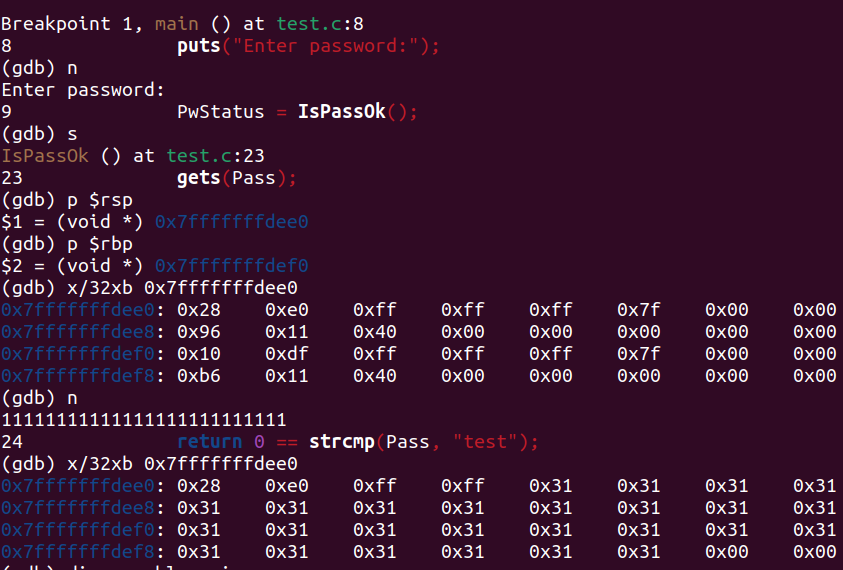 Breakpoint 1, main () at test.c:8
8               puts("Enter password:");
(gdb) n
Enter password:
9               PwStatus = IsPassOk();
(gdb) s
IsPassOk () at test.c:23
23              gets(Pass);
(gdb) p $rsp
$1 = (void *) 0x7fffffffdee0
(gdb) p $rbp
$2 = (void *) 0x7fffffffdef0
(gdb) x/32xb 0x7fffffffdee0
0x7fffffffdee0: 0x28    0xe0    0xff    0xff    0xff    0x7f    0x00    0x00
0x7fffffffdee8: 0x96    0x11    0x40    0x00    0x00    0x00    0x00    0x00
0x7fffffffdef0: 0x10    0xdf    0xff    0xff    0xff    0x7f    0x00    0x00
0x7fffffffdef8: 0xb6    0x11    0x40    0x00    0x00    0x00    0x00    0x00
(gdb) n
11111111111111111111111111
24              return 0 == strcmp(Pass, "test");
(gdb) x/32xb 0x7fffffffdee0
0x7fffffffdee0: 0x28    0xe0    0xff    0xff    0x31    0x31    0x31    0x31
0x7fffffffdee8: 0x31    0x31    0x31    0x31    0x31    0x31    0x31    0x31
0x7fffffffdef0: 0x31    0x31    0x31    0x31    0x31    0x31    0x31    0x31
0x7fffffffdef8: 0x31    0x31    0x31    0x31    0x31    0x31    0x00    0x00